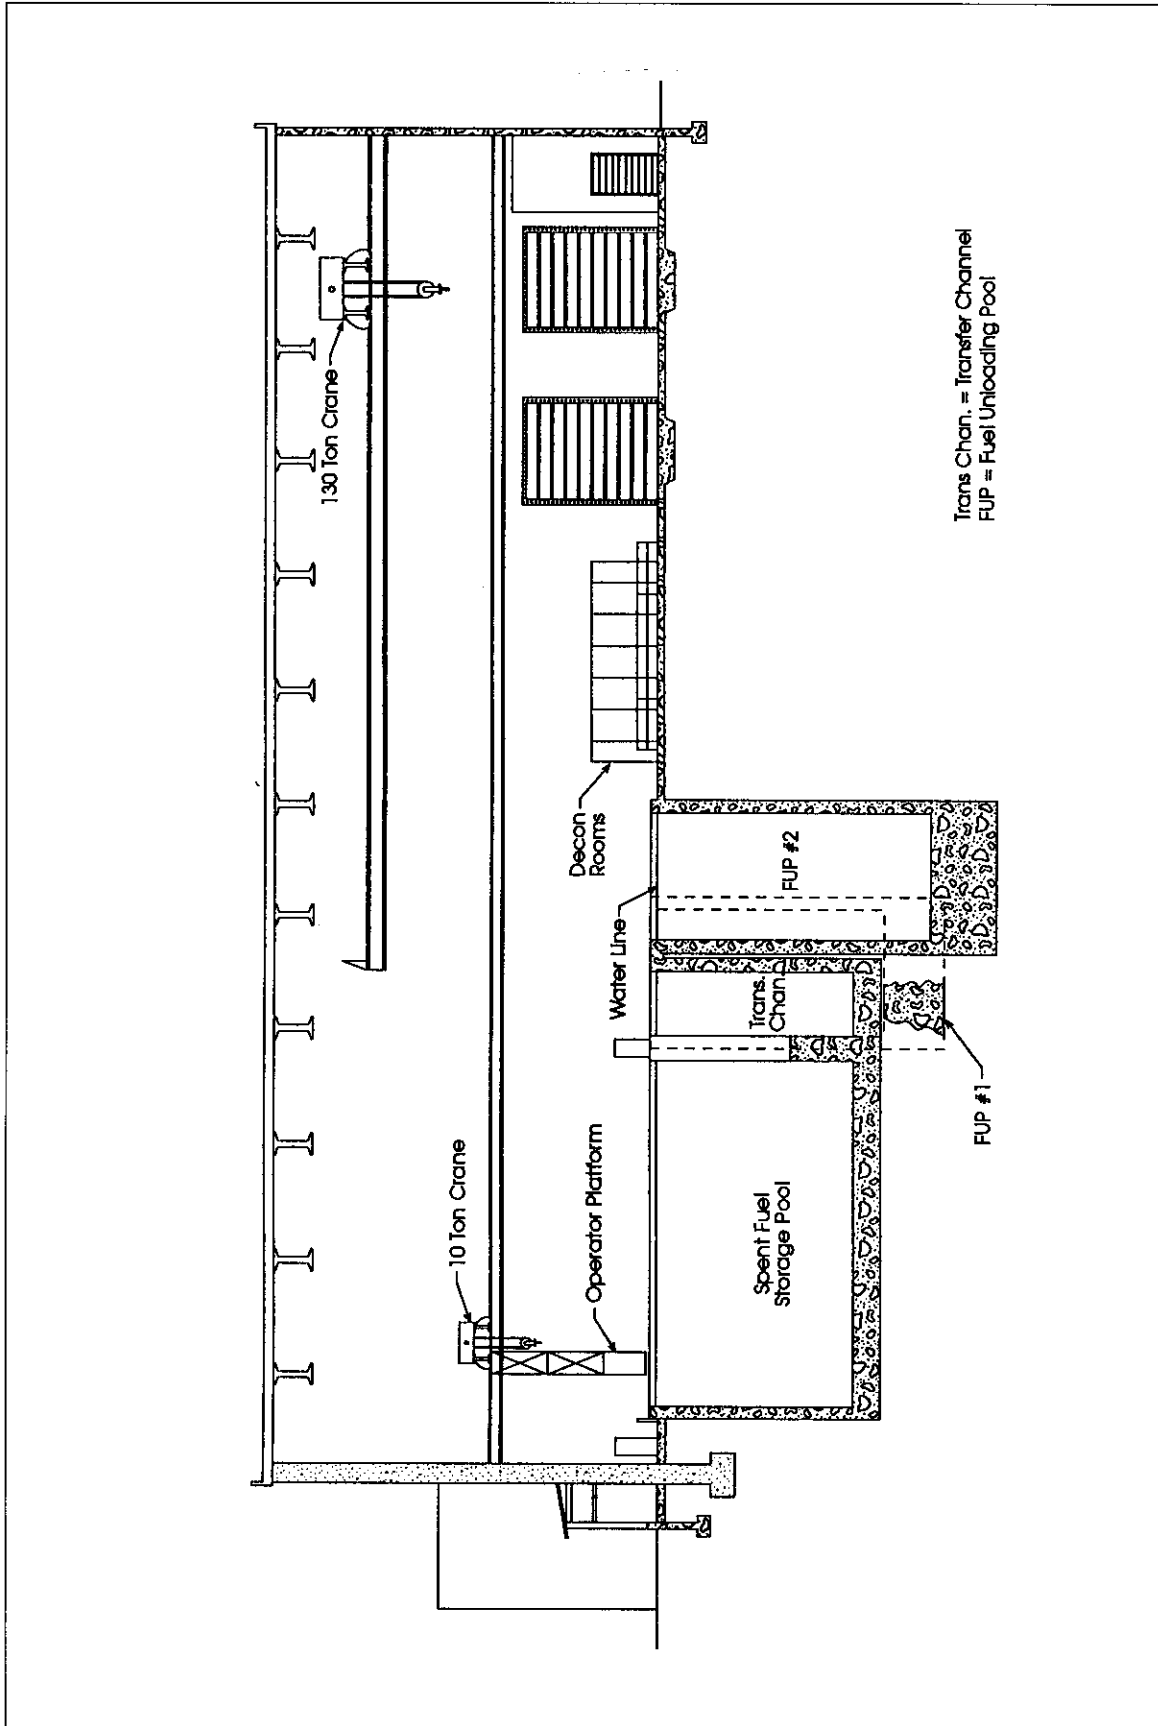 130 Ton Crane
10 Ton Crane
Operator Platform
Decon
Rooms
Water Line
Spent Fuel
Storage Pool
Trans.
Chan.
FUP #2
FUP #1
Trans Chan. = Transfer Channel
FUP = Fuel Unloading Pool